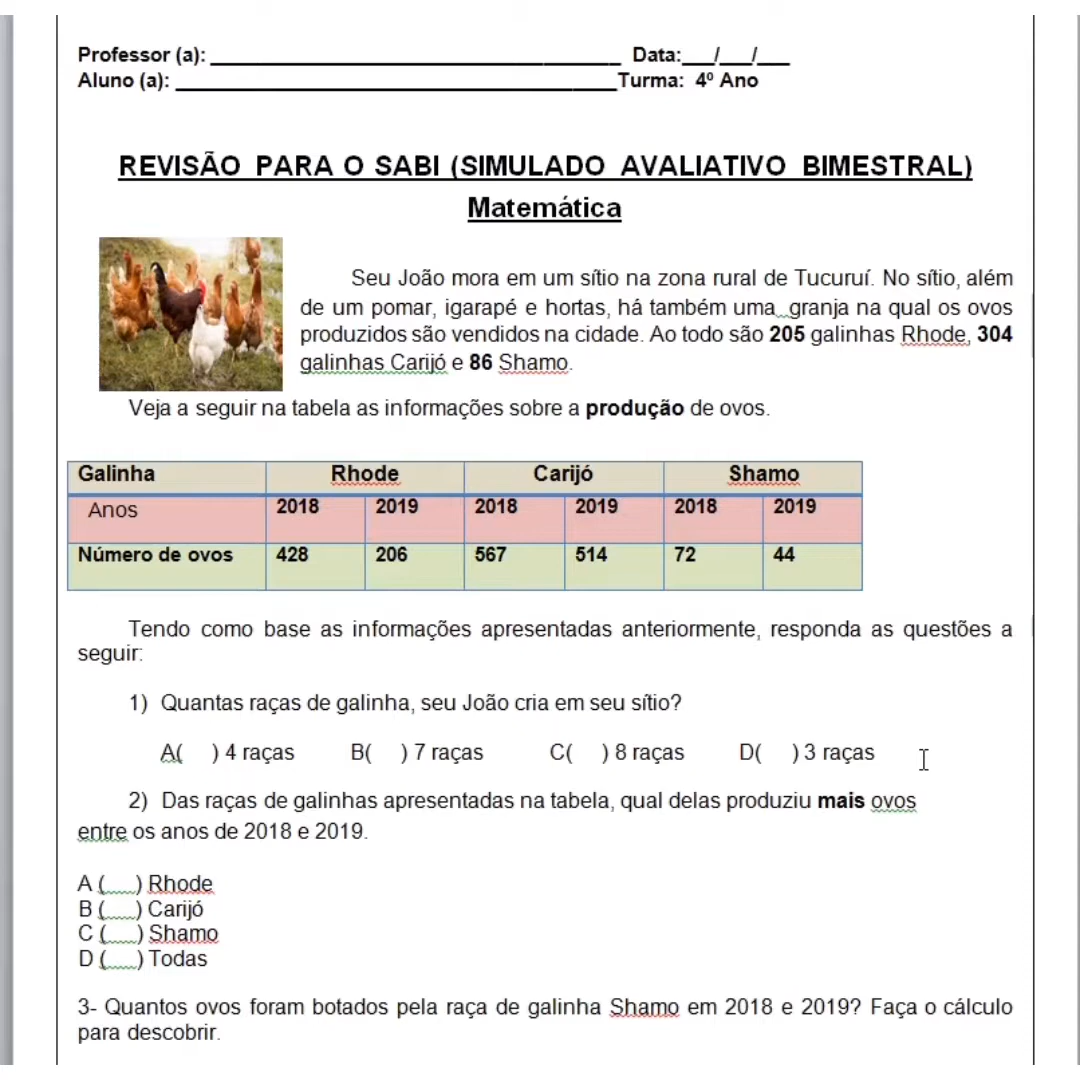 Professor (a): ________________________________ Data:___/___/___
Aluno (a): ________________________________Turma: 4º Ano
REVISÃO PARA O SABI (SIMULADO AVALIATIVO BIMESTRAL)
Matemática
Seu João mora em um sítio na zona rural de Tucuruí. No sítio, além
de um pomar, igarapé e hortas, há também uma granja na qual os ovos
produzidos são vendidos na cidade. Ao todo são 205 galinhas Rhode, 304
galinhas Carijó e 86 Shamo.
Veja a seguir na tabela as informações sobre a produção de ovos.
Galinha Rhode Carijó Shamo
Anos 2018 2019 2018 2019 2018 2019
Número de ovos 428 206 567 514 72 44
Tendo como base as informações apresentadas anteriormente, responda as questões a
seguir:
1) Quantas raças de galinha, seu João cria em seu sítio?
A( ) 4 raças B( ) 7 raças C( ) 8 raças D( ) 3 raças
2) Das raças de galinhas apresentadas na tabela, qual delas produziu mais ovos
entre os anos de 2018 e 2019.
A ( ) Rhode
B ( ) Carijó
C ( ) Shamo
D ( ) Todas
3- Quantos ovos foram botados pela raça de galinha Shamo em 2018 e 2019? Faça o cálculo
para descobrir.